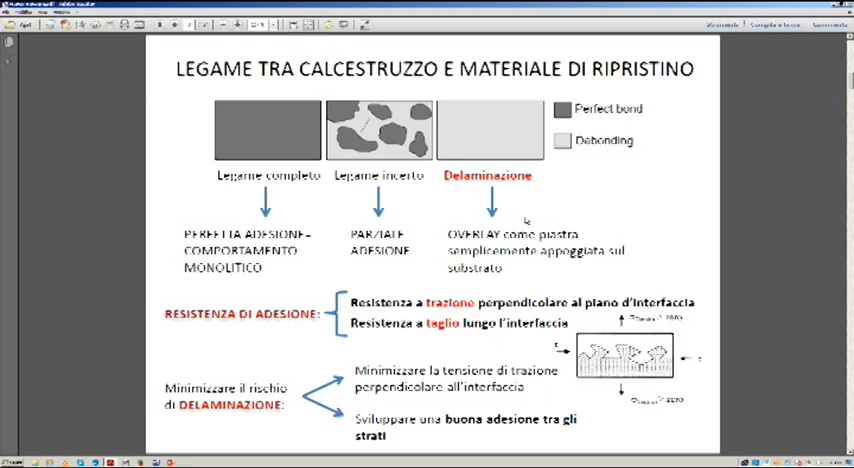 LEGAME TRA CALCESTRUZZO E MATERIALE DI RIPRISTINO
Perfect bond
Debonding
Legame completo
Legame incerto
Delaminazione
PERFETTA ADESIONE–
COMPORTAMENTO
MONOLITICO
PARZIALE
ADESIONE
OVERLAY come piastra
semplicemente appoggiata sul
substrato
RESISTENZA DI ADESIONE:
Resistenza a trazione perpendicolare al piano d'interfaccia
Resistenza a taglio lungo l'interfaccia
Minimizzare il rischio
di DELAMINAZIONE:
Minimizzare la tensione di trazione
perpendicolare all'interfaccia
Sviluppare una buona adesione tra gli
strati